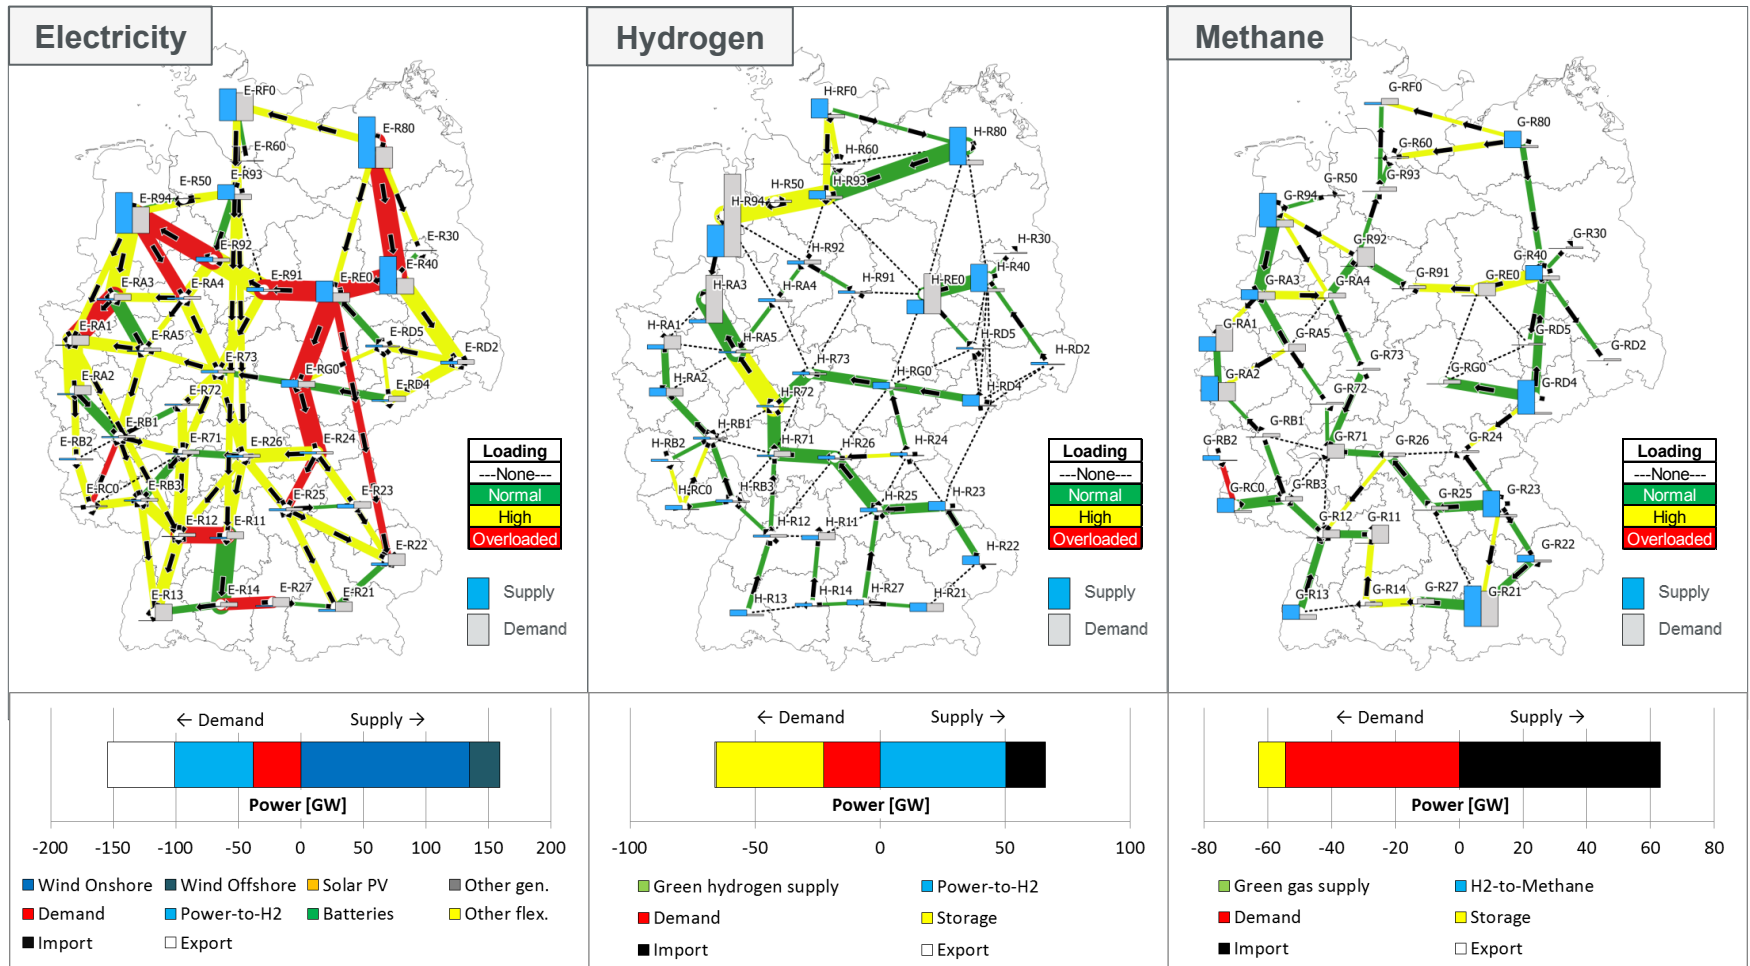 Electricity
E-RF0
E-R80
E-R60
E-R93
E-R50
E-R94
E-R92
E-R30
E-R40
E-RE0
E-R91
E-RA3
E-RA4
E-RA1
E-RA5
E-RD5
E-RD2
E-R73
E-RG0
E-RA2
E-R72
E-RD4
E-RB1
E-RB2
E-R71
E-R26
E-R24
E-RC0
E-RB3
E-R25
E-R23
E-R12
E-R11
E-R22
E-R13
E-R14
E-R27
E-R21
Loading
---None---
Normal
High
Overloaded
Supply
Demand
← Demand
Supply →
Power [GW]
-200 -150 -100 -50 0 50 100 150 200
Wind Onshore Wind Offshore Solar PV Other gen.
Demand Power-to-H2 Batteries Other flex.
Import Export
Hydrogen
H-RF0
H-R80
H-R60
H-R93
H-R50
H-R94
H-R92
H-R30
H-R40
H-RE0
H-R91
H-RA3
H-RA4
H-RA1
H-RA5
H-RD5
H-RD2
H-R73
H-RG0
H-RA2
H-R72
H-RD4
H-RB1
H-RB2
H-R71
H-R26
H-R24
H-RC0
H-RB3
H-R25
H-R23
H-R12
H-R11
H-R22
H-R13
H-R14
H-R27
H-R21
Loading
---None---
Normal
High
Overloaded
Supply
Demand
← Demand
Supply →
Power [GW]
-100 -50 0 50 100
Green hydrogen supply Power-to-H2
Demand Storage
Import Export
Methane
G-RF0
G-R80
G-R60
G-R93
G-R50
G-R94
G-R92
G-R30
G-R40
G-RE0
G-R91
G-RA3
G-RA4
G-RA1
G-RA5
G-RD5
G-RD2
G-R73
G-RG0
G-RA2
G-R72
G-RD4
G-RB1
G-RB2
G-R71
G-R26
G-R24
G-RC0
G-RB3
G-R25
G-R23
G-R12
G-R11
G-R22
G-R13
G-R14
G-R27
G-R21
Loading
---None---
Normal
High
Overloaded
Supply
Demand
← Demand
Supply →
Power [GW]
-80 -60 -40 -20 0 20 40 60 80
Green gas supply H2-to-Methane
Demand Storage
Import Export